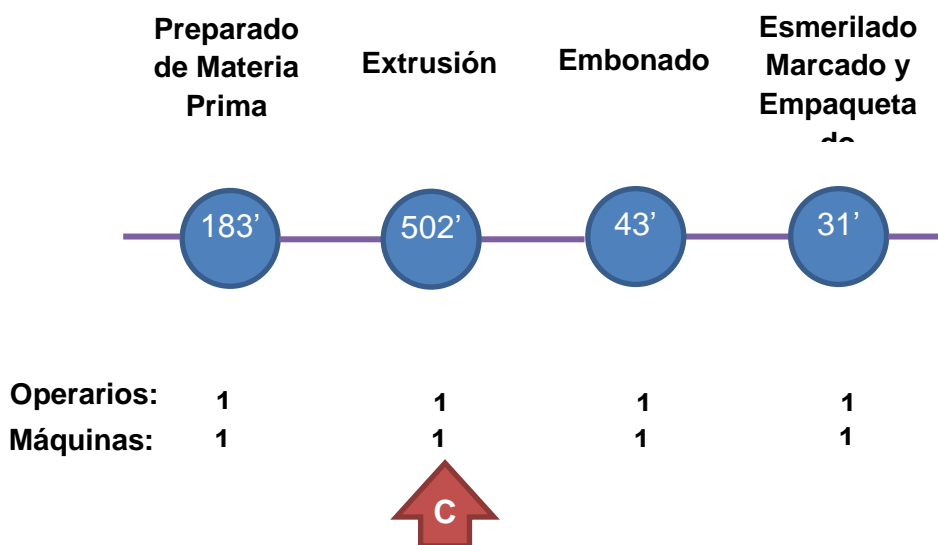 Preparado
de Materia
Prima
Extrusión
Embonado
Esmerilado
Marcado y
Empaqueta
do
183’
502’
43’
31’
Operarios: 1 1 1 1
Máquinas: 1 1 1 1
C